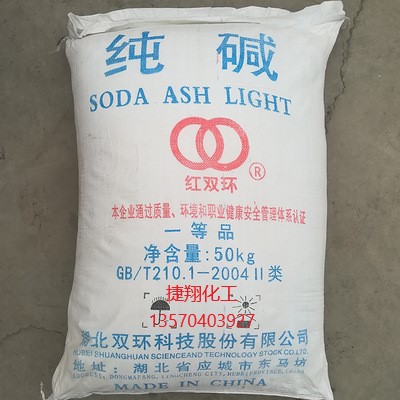 纯碱
SODA ASH LIGHT
®
红双环
本企业通过质量、环境和职业健康安全管理体系认证
一等品
净含量:50kg
GB/T210.1-2004 II 类
捷翔化工
13570403927
湖北双环科技股份有限公司
HUBEI SHUANGHUAN SCIENCE AND TECHNOLOGY STOCK CO.LTD.
地址:湖北省应城市东马坊
MADE IN CHINA